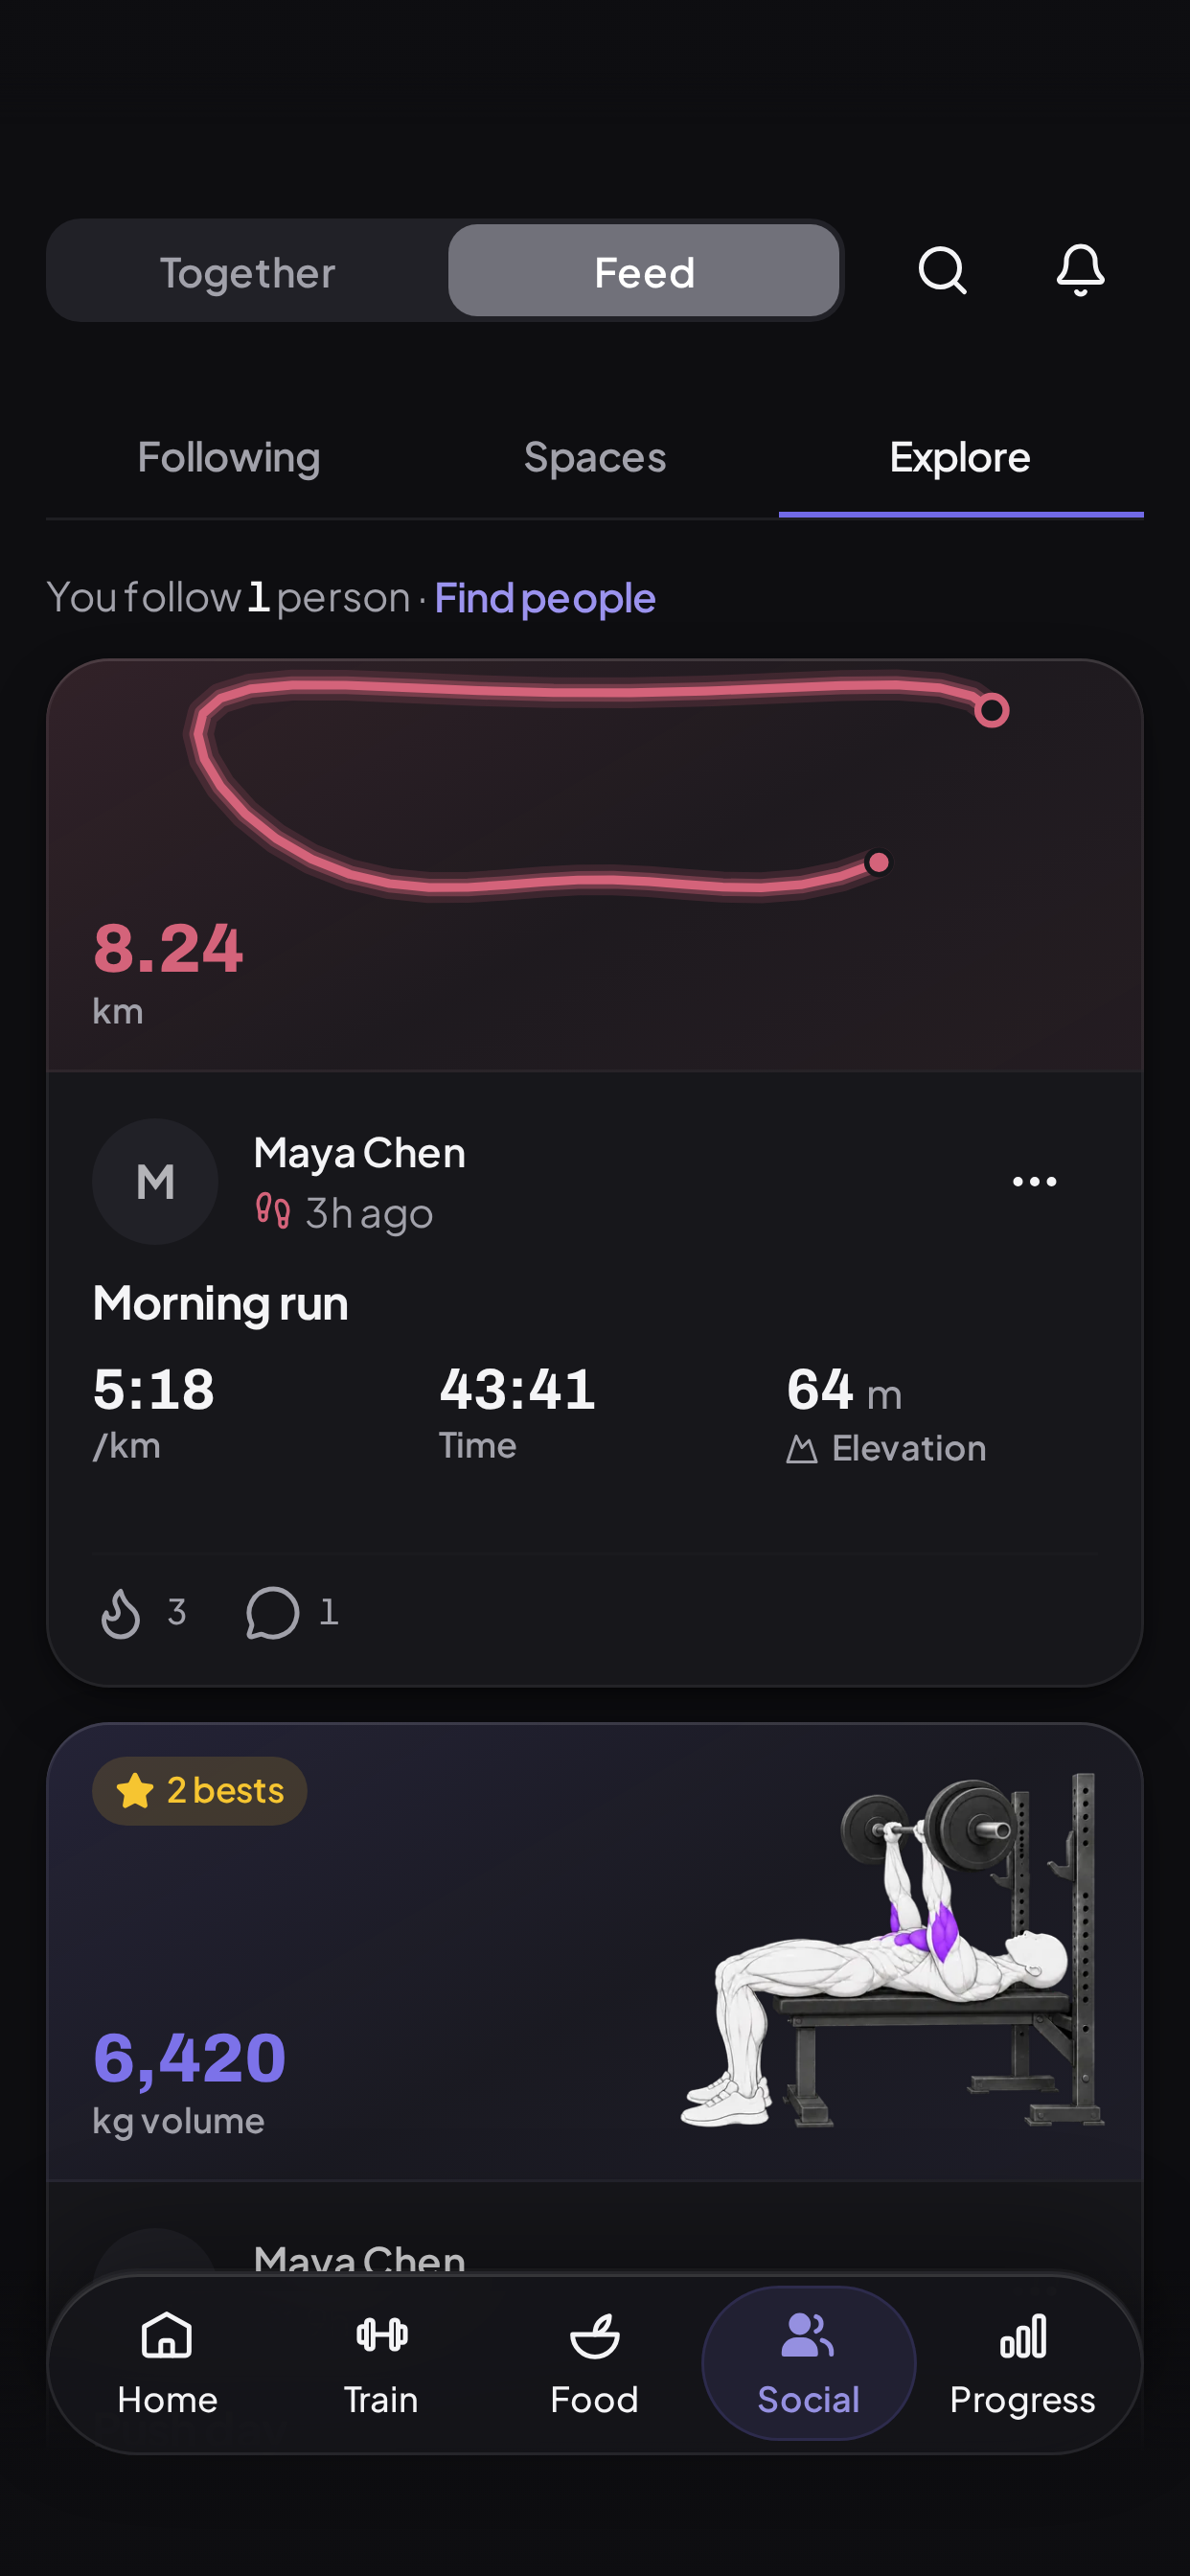 Together
Feed
Following
Spaces
Explore
You follow 1 person · Find people
8.24
km
M
Maya Chen
3h ago
Morning run
5:18
43:41
64 m
/km
Time
Elevation
3
1
2 bests
6,420
kg volume
Maya Chen
Home
Train
Food
Social
Progress